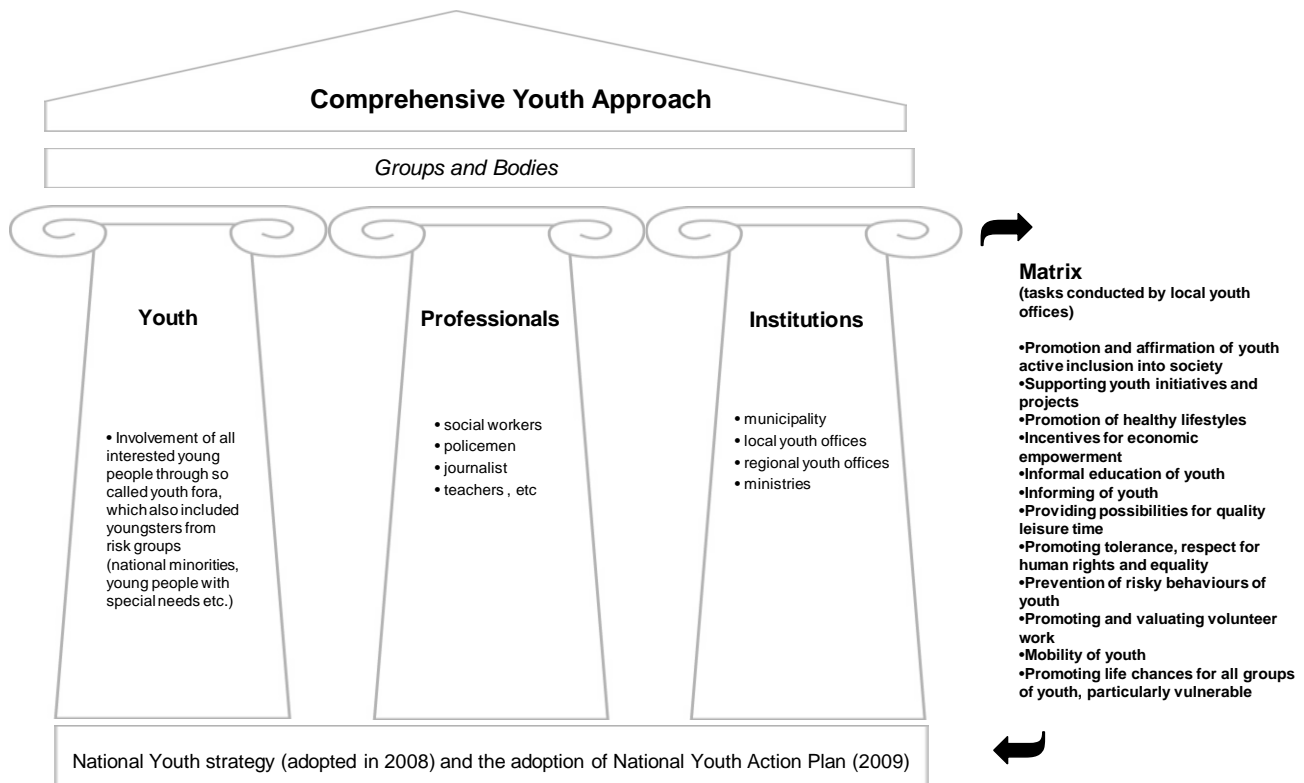 Comprehensive Youth Approach
Groups and Bodies
Youth
• Involvement of all
interested young
people through so
called youth fora,
which also included
youngsters from
risk groups
(national minorities,
young people with
special needs etc.)
Professionals
• social workers
• policemen
• journalist
• teachers , etc
Institutions
• municipality
• local youth offices
• regional youth offices
• ministries
Matrix
(tasks conducted by local youth
offices)
•Promotion and affirmation of youth
active inclusion into society
•Supporting youth initiatives and
projects
•Promotion of healthy lifestyles
•Incentives for economic
empowerment
•Informal education of youth
•Informing of youth
•Providing possibilities for quality
leisure time
•Promoting tolerance, respect for
human rights and equality
•Prevention of risky behaviours of
youth
•Promoting and valuating volunteer
work
•Mobility of youth
•Promoting life chances for all groups
of youth, particularly vulnerable
National Youth strategy (adopted in 2008) and the adoption of National Youth Action Plan (2009)